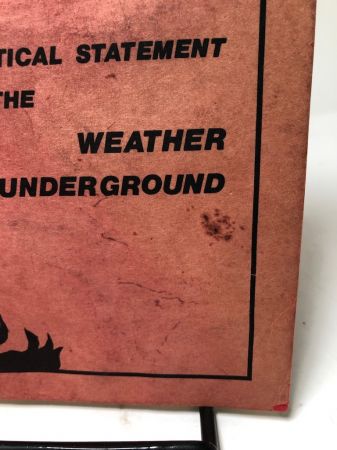 TICAL STATEMENT
THE
WEATHER
UNDERGROUND